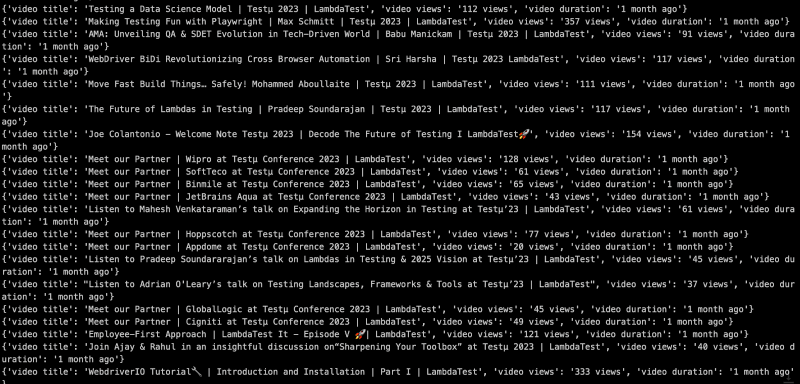 {'video title': 'Testing a Data Science Model | Testμ 2023 | LambdaTest', 'video views': '112 views', 'video duration': '1 month ago'}
{'video title': 'Making Testing Fun with Playwright | Max Schmitt | Testμ 2023 | LambdaTest', 'video views': '357 views', 'video duration': '1 month ago'}
{'video title': 'AMA: Unveiling QA & SDET Evolution in Tech-Driven World | Babu Manickam | Testμ 2023 | LambdaTest', 'video views': '91 views', 'video dura
tion': '1 month ago'}
{'video title': 'WebDriver BiDi Revolutionizing Cross Browser Automation | Sri Harsha | Testμ 2023 LambdaTest', 'video views': '117 views', 'video duration
': '1 month ago'}
{'video title': 'Move Fast Build Things… Safely! Mohammed Aboullaite | Testμ 2023 | LambdaTest', 'video views': '111 views', 'video duration': '1 month ago
'}
{'video title': 'The Future of Lambdas in Testing | Pradeep Soundarajan | Testμ 2023 | LambdaTest', 'video views': '117 views', 'video duration': '1 month
ago'}
{'video title': 'Joe Colantonio – Welcome Note Testμ 2023 | Decode The Future of Testing I LambdaTest🚀', 'video views': '154 views', 'video duration': '1
month ago'}
{'video title': 'Meet our Partner | Wipro at Testμ Conference 2023 | LambdaTest', 'video views': '128 views', 'video duration': '1 month ago'}
{'video title': 'Meet our Partner | SoftTeco at Testμ Conference 2023 | LambdaTest', 'video views': '61 views', 'video duration': '1 month ago'}
{'video title': 'Meet our Partner | Binmile at Testμ Conference 2023 | LambdaTest', 'video views': '65 views', 'video duration': '1 month ago'}
{'video title': 'Meet our Partner | JetBrains Aqua at Testμ Conference 2023 | LambdaTest', 'video views': '43 views', 'video duration': '1 month ago'}
{'video title': 'Listen to Mahesh Venkataraman’s talk on Expanding the Horizon in Testing at Testμ’23 | LambdaTest', 'video views': '61 views', 'video dura
tion': '1 month ago'}
{'video title': 'Meet our Partner | Hoppscotch at Testμ Conference 2023 | LambdaTest', 'video views': '77 views', 'video duration': '1 month ago'}
{'video title': 'Meet our Partner | Appdome at Testμ Conference 2023 | LambdaTest', 'video views': '20 views', 'video duration': '1 month ago'}
{'video title': 'Listen to Pradeep Soundararajan’s talk on Lambdas in Testing & 2025 Vision at Testμ’23 | LambdaTest', 'video views': '45 views', 'video du
ration': '1 month ago'}
{'video title': "Listen to Adrian O'Leary’s talk on Testing Landscapes, Frameworks & Tools at Testμ’23 | LambdaTest", 'video views': '37 views', 'video dur
ation': '1 month ago'}
{'video title': 'Meet our Partner | GlobalLogic at Testμ Conference 2023 | LambdaTest', 'video views': '45 views', 'video duration': '1 month ago'}
{'video title': 'Meet our Partner | Cigniti at Testμ Conference 2023 | LambdaTest', 'video views': '49 views', 'video duration': '1 month ago'}
{'video title': 'Employee-First Approach | LambdaTest It - Episode V 🚀| LambdaTest', 'video views': '121 views', 'video duration': '1 month ago'}
{'video title': 'Join Ajay & Rahul in an insightful discussion on“Sharpening Your Toolbox” at Testμ 2023 | LambdaTest', 'video views': '40 views', 'video d
uration': '1 month ago'}
{'video title': 'WebdriverIO Tutorial🔧 | Introduction and Installation | Part I | LambdaTest', 'video views': '333 views', 'video duration': '1 month ago'
}